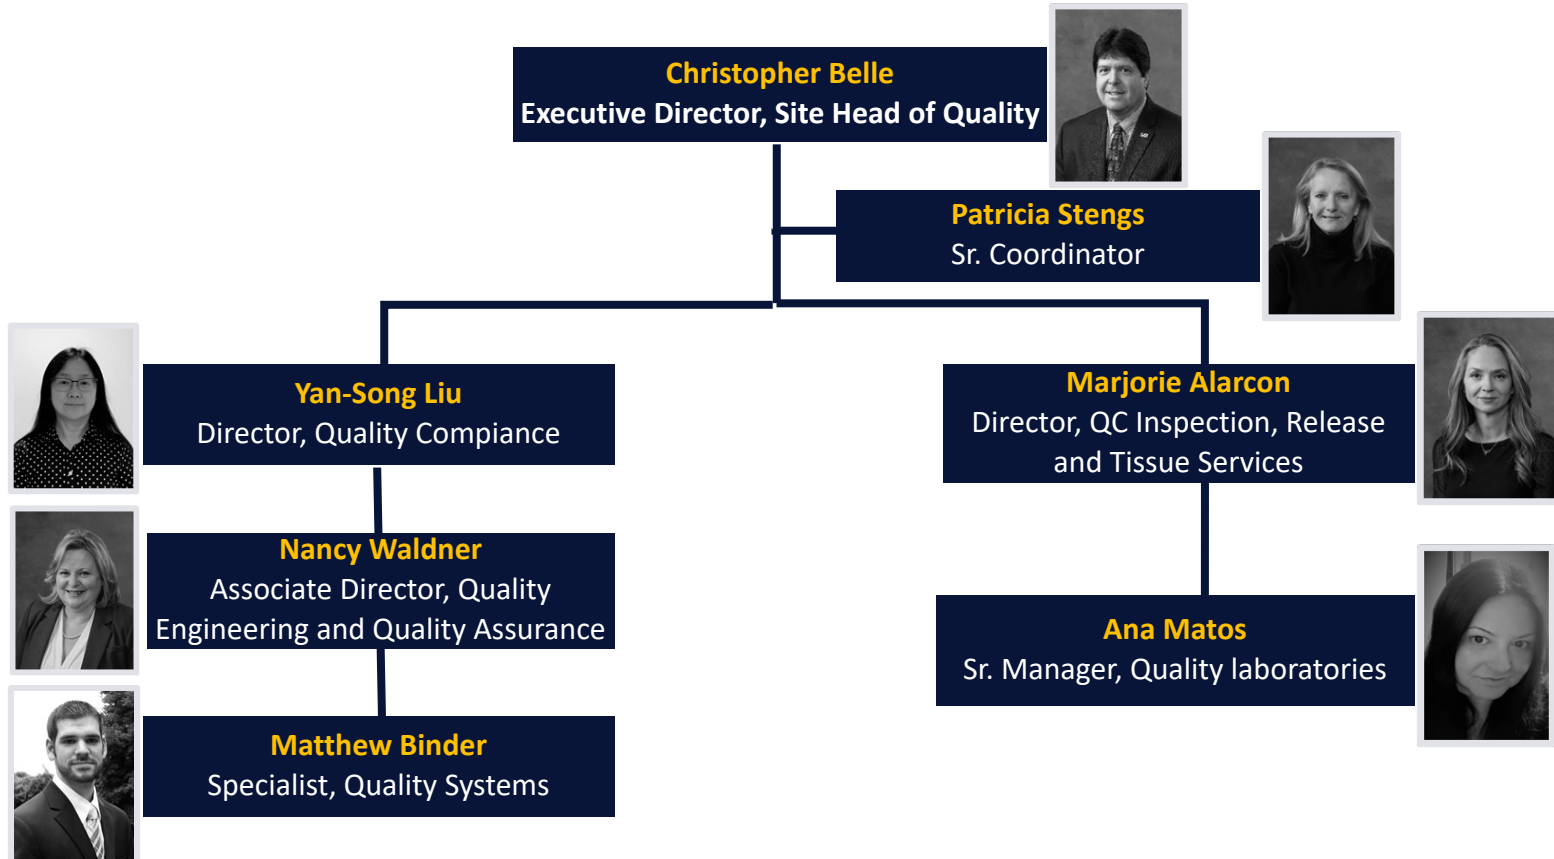 Christopher Belle
Executive Director, Site Head of Quality
Patricia Stengs
Sr. Coordinator
Yan-Song Liu
Director, Quality Compiance
Marjorie Alarcon
Director, QC Inspection, Release
and Tissue Services
Nancy Waldner
Associate Director, Quality
Engineering and Quality Assurance
Ana Matos
Sr. Manager, Quality laboratories
Matthew Binder
Specialist, Quality Systems